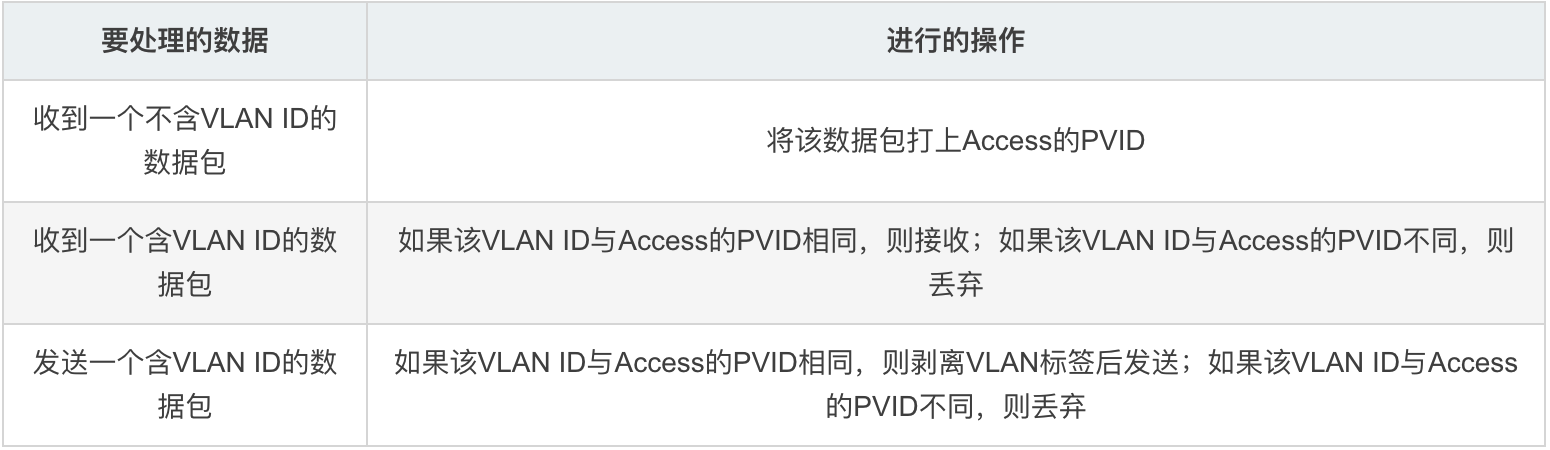 要处理的数据
进行的操作
收到一个不含VLAN ID的
数据包
将该数据包打上Access的PVID
收到一个含VLAN ID的数
据包
如果该VLAN ID与Access的PVID相同，则接收；如果该VLAN ID与Access的PVID不同，则
丢弃
发送一个含VLAN ID的数
据包
如果该VLAN ID与Access的PVID相同，则剥离VLAN标签后发送；如果该VLAN ID与Access
的PVID不同，则丢弃